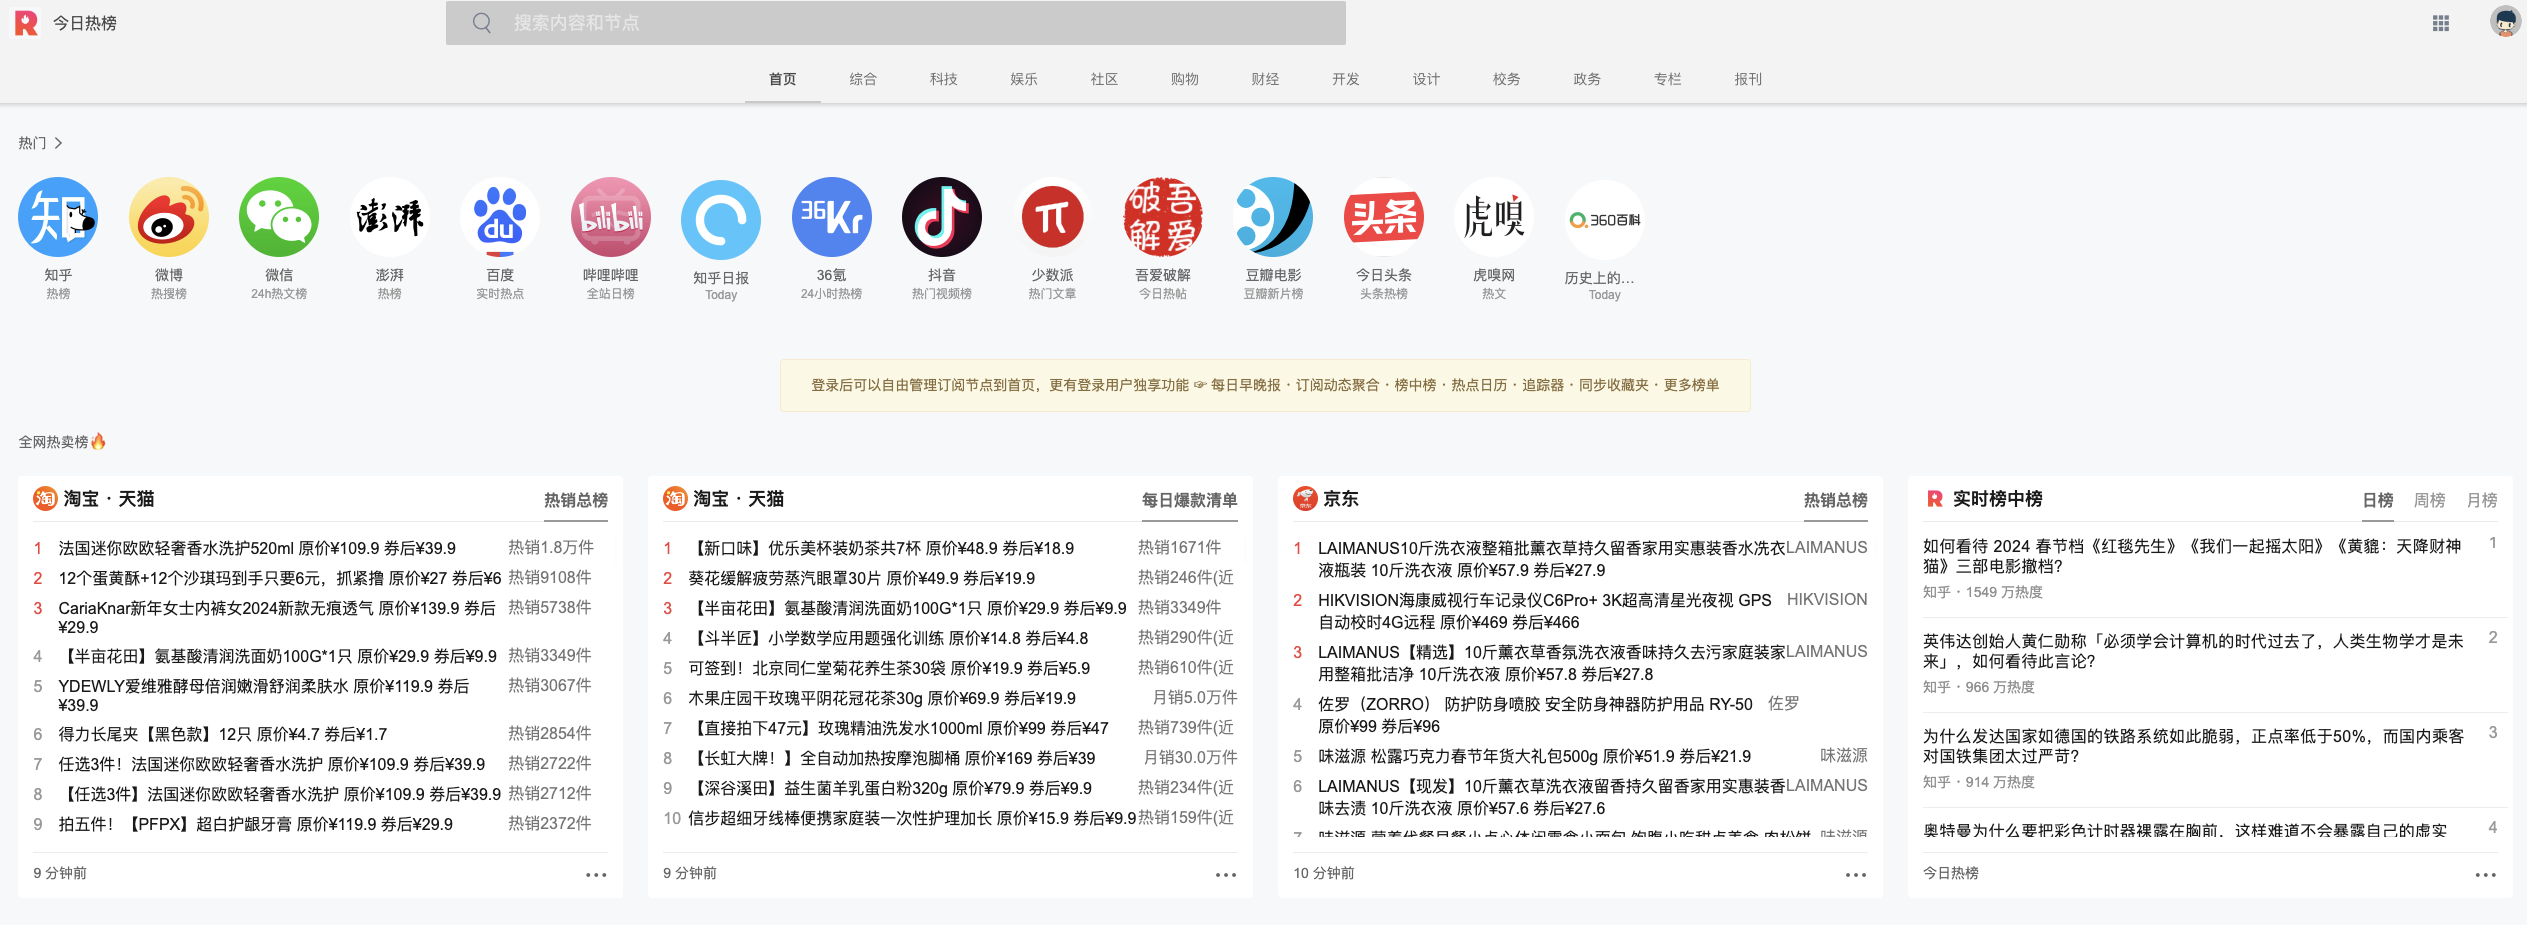 今日热榜
搜索内容和节点
首页 综合 科技 娱乐 社区 购物 财经 开发 设计 校务 政务 专栏 报刊
热门
知乎
热榜
微博
热搜榜
微信
24h热文榜
澎湃
澎湃
热榜
du
百度
实时热点
bilibili
哔哩哔哩
全站日榜
知乎日报
Today
36Kr
36氪
24小时热榜
抖音
热门视频榜
少数派
热门文章
吾爱破解
吾爱破解
今日热帖
豆瓣电影
豆瓣新片榜
头条
今日头条
头条热榜
虎嗅
虎嗅网
热文
360百科
历史上的...
Today
登录后可以自由管理订阅节点到首页，更有登录用户独享功能 ☞ 每日早晚报 · 订阅动态聚合 · 榜中榜 · 热点日历 · 追踪器 · 同步收藏夹 · 更多榜单
全网热卖榜🔥
淘宝 · 天猫 热销总榜
1 法国迷你欧欧轻奢香水洗护520ml 原价¥109.9 券后¥39.9 热销1.8万件
2 12个蛋黄酥+12个沙琪玛到手只要6元，抓紧撸 原价¥27 券后¥6 热销9108件
3 CariaKnar新年女士内裤女2024新款无痕透气 原价¥139.9 券后 热销5738件
¥29.9
4 【半亩花田】氨基酸清润洗面奶100G*1只 原价¥29.9 券后¥9.9 热销3349件
5 YDEWLY爱维雅酵母倍润嫩滑舒润柔肤水 原价¥119.9 券后 热销3067件
¥39.9
6 得力长尾夹【黑色款】12只 原价¥4.7 券后¥1.7 热销2854件
7 任选3件！法国迷你欧欧轻奢香水洗护 原价¥109.9 券后¥39.9 热销2722件
8 【任选3件】法国迷你欧欧轻奢香水洗护 原价¥109.9 券后¥39.9 热销2712件
9 拍五件！【PFPX】超白护龈牙膏 原价¥119.9 券后¥29.9 热销2372件
9 分钟前
淘宝 · 天猫 每日爆款清单
1 【新口味】优乐美杯装奶茶共7杯 原价¥48.9 券后¥18.9 热销1671件
2 葵花缓解疲劳蒸汽眼罩30片 原价¥49.9 券后¥19.9 热销246件(近
3 【半亩花田】氨基酸清润洗面奶100G*1只 原价¥29.9 券后¥9.9 热销3349件
4 【斗半匠】小学数学应用题强化训练 原价¥14.8 券后¥4.8 热销290件(近
5 可签到！北京同仁堂菊花养生茶30袋 原价¥19.9 券后¥5.9 热销610件(近
6 木果庄园干玫瑰平阴花冠花茶30g 原价¥69.9 券后¥19.9 月销5.0万件
7 【直接拍下47元】玫瑰精油洗发水1000ml 原价¥99 券后¥47 热销739件(近
8 【长虹大牌！】全自动加热按摩泡脚桶 原价¥169 券后¥39 月销30.0万件
9 【深谷溪田】益生菌羊乳蛋白粉320g 原价¥79.9 券后¥9.9 热销234件(近
10 信步超细牙线棒便携家庭装一次性护理加长 原价¥15.9 券后¥9.9 热销159件(近
9 分钟前
京东 热销总榜
1 LAIMANUS10斤洗衣液整箱批薰衣草持久留香家用实惠装香水洗衣 LAIMANUS
液瓶装 10斤洗衣液 原价¥57.9 券后¥27.9
2 HIKVISION海康威视行车记录仪C6Pro+ 3K超高清星光夜视 GPS HIKVISION
自动校时4G远程 原价¥469 券后¥466
3 LAIMANUS【精选】10斤薰衣草香氛洗衣液香味持久去污家庭装家 LAIMANUS
用整箱批洁净 10斤洗衣液 原价¥57.8 券后¥27.8
4 佐罗（ZORRO） 防护防身喷胶 安全防身神器防护用品 RY-50 佐罗
原价¥99 券后¥96
5 味滋源 松露巧克力春节年货大礼包500g 原价¥51.9 券后¥21.9 味滋源
6 LAIMANUS【现发】10斤薰衣草洗衣液留香持久留香家用实惠装香 LAIMANUS
味去渍 10斤洗衣液 原价¥57.6 券后¥27.6
10 分钟前
实时榜中榜 日榜 周榜 月榜
如何看待 2024 春节档《红毯先生》《我们一起摇太阳》《黄貔：天降财神 1
猫》三部电影撤档？
知乎 · 1549 万热度
英伟达创始人黄仁勋称「必须学会计算机的时代过去了，人类生物学才是未 2
来」，如何看待此言论？
知乎 · 966 万热度
为什么发达国家如德国的铁路系统如此脆弱，正点率低于50%，而国内乘客 3
对国铁集团太过严苛？
知乎 · 914 万热度
奥特曼为什么要把彩色计时器裸露在胸前，这样难道不会暴露自己的虚实 4
今日热榜